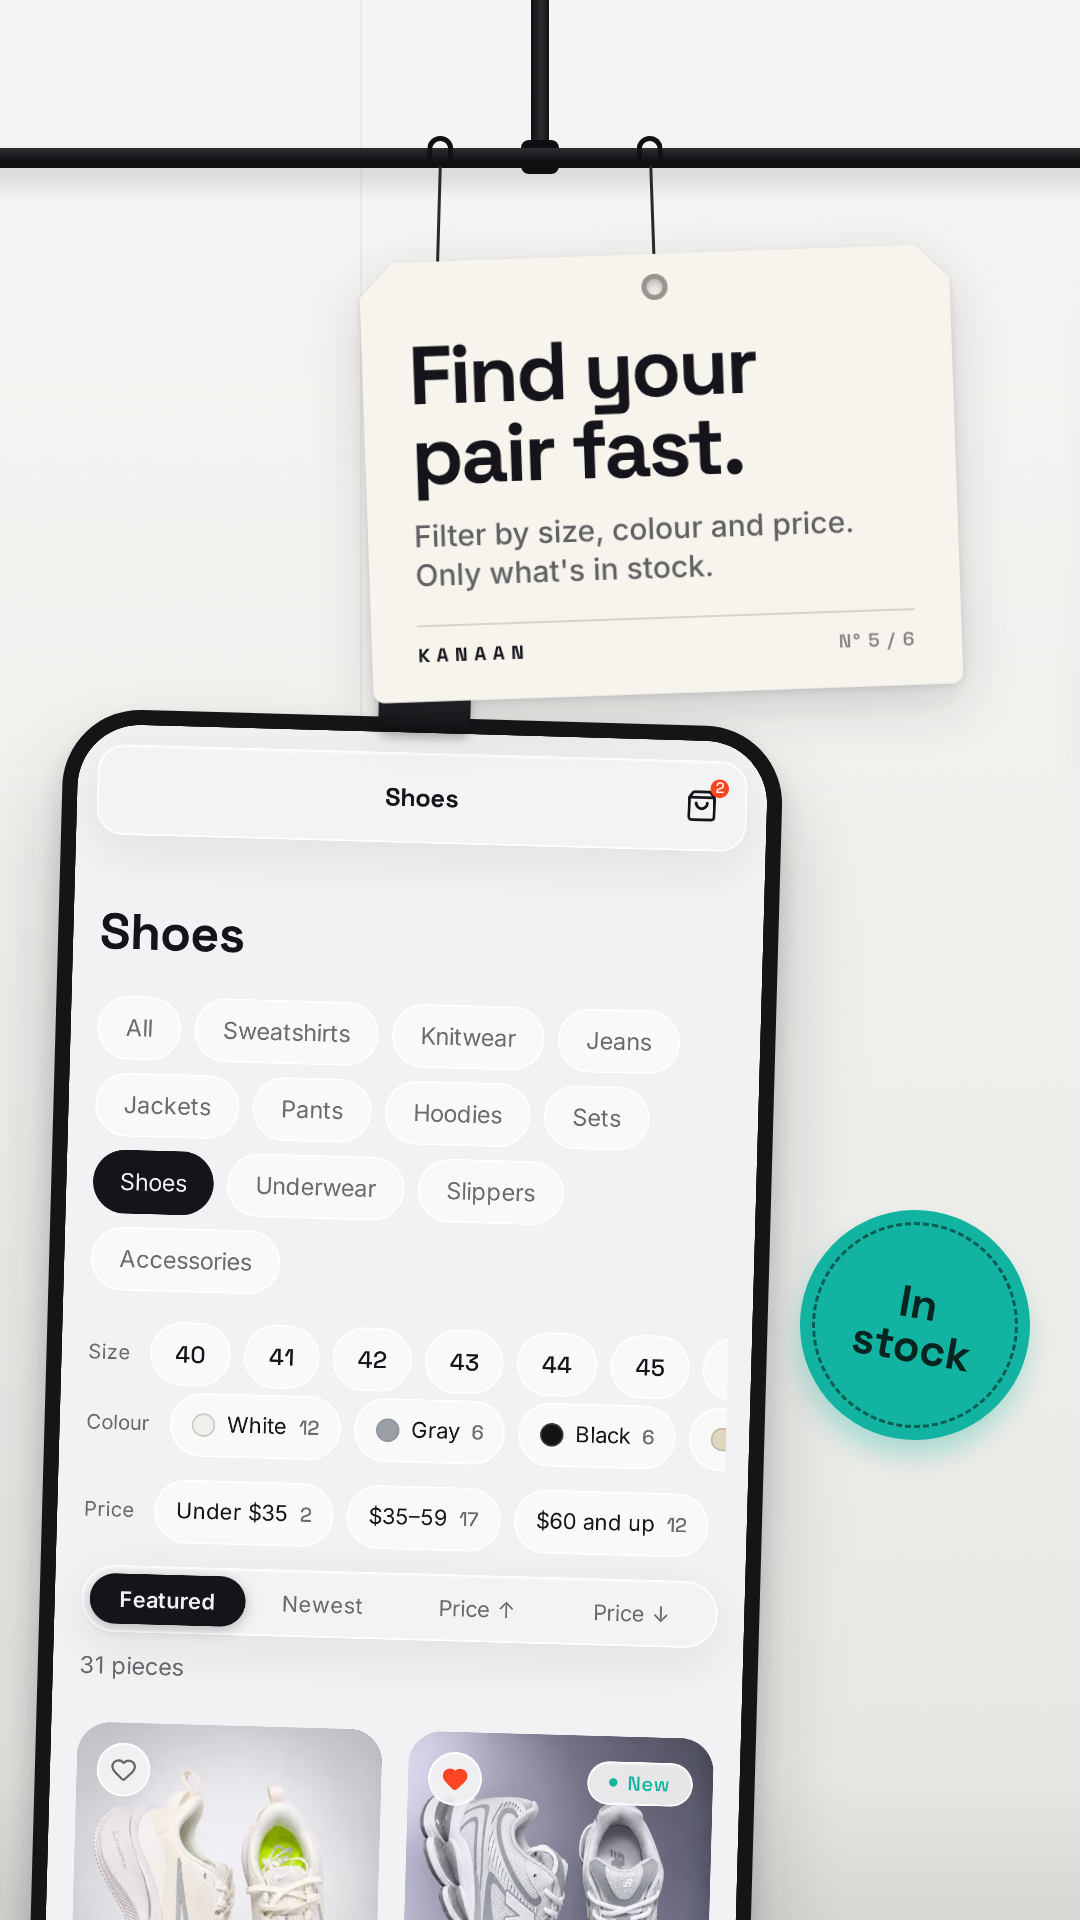 Find your
pair fast.
Filter by size, colour and price.
Only what's in stock.
KANAAN
N° 5 / 6
Shoes
2
Shoes
All Sweatshirts Knitwear Jeans
Jackets Pants Hoodies Sets
Shoes Underwear Slippers
Accessories
Size 40 41 42 43 44 45
Colour White 12 Gray 6 Black 6
Price Under $35 2 $35–59 17 $60 and up 12
Featured Newest Price ↑ Price ↓
31 pieces
New
In
stock